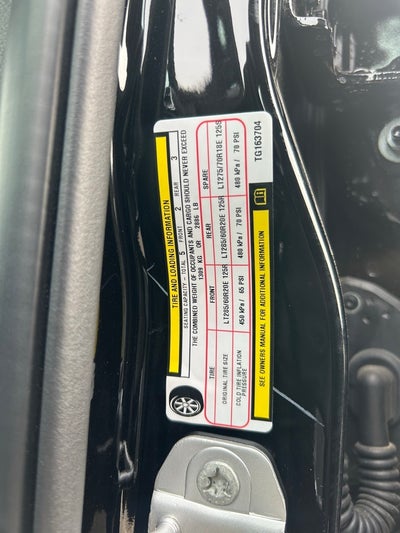 TIRE AND LOADING INFORMATION
SEATING CAPACITY - TOTAL 5 FRONT 2 REAR 3
THE COMBINED WEIGHT OF OCCUPANTS AND CARGO SHOULD NEVER EXCEED
1309 KG OR 2886 LB
TIRE FRONT REAR SPARE
ORIGINAL TIRE SIZE LT285/60R20E 125R LT285/60R20E 125R LT275/70R18E 125S
COLD TIRE INFLATION PRESSURE 450 kPa / 65 PSI 480 kPa / 70 PSI 480 kPa / 70 PSI
SEE OWNERS MANUAL FOR ADDITIONAL INFORMATION
TG163704